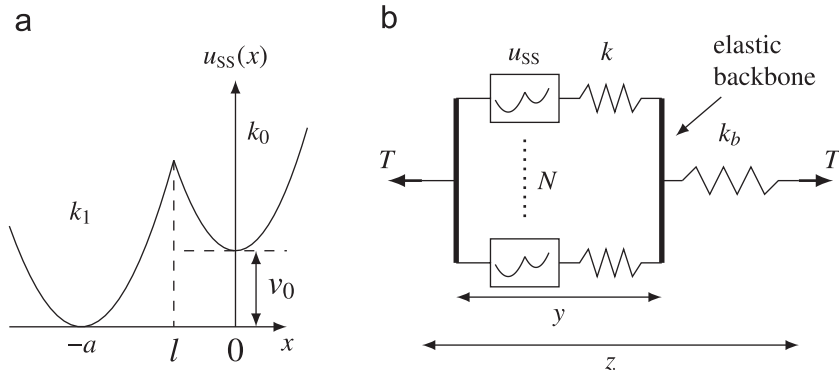 a
u_SS(x)
k_0
k_1
v_0
−a
l
0
x
b
u_SS
k
elastic
backbone
k_b
T
T
N
y
z